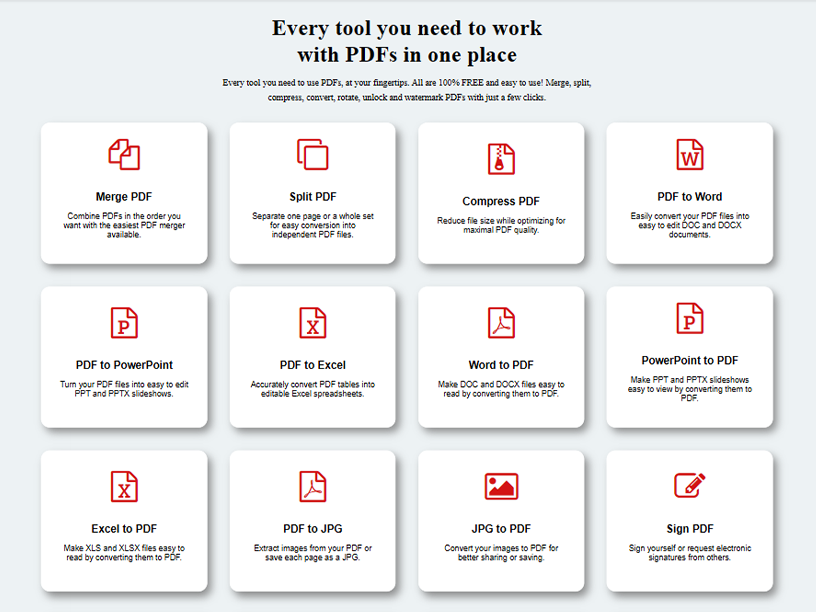 Every tool you need to work
with PDFs in one place
Every tool you need to use PDFs, at your fingertips. All are 100% FREE and easy to use! Merge, split,
compress, convert, rotate, unlock and watermark PDFs with just a few clicks.
Merge PDF
Combine PDFs in the order you
want with the easiest PDF merger
available.
Split PDF
Separate one page or a whole set
for easy conversion into
independent PDF files.
Compress PDF
Reduce file size while optimizing for
maximal PDF quality.
W
PDF to Word
Easily convert your PDF files into
easy to edit DOC and DOCX
documents.
P
PDF to PowerPoint
Turn your PDF files into easy to edit
PPT and PPTX slideshows.
X
PDF to Excel
Accurately convert PDF tables into
editable Excel spreadsheets.
Word to PDF
Make DOC and DOCX files easy to
read by converting them to PDF.
P
PowerPoint to PDF
Make PPT and PPTX slideshows
easy to view by converting them to
PDF.
X
Excel to PDF
Make XLS and XLSX files easy to
read by converting them to PDF.
PDF to JPG
Extract images from your PDF or
save each page as a JPG.
JPG to PDF
Convert your images to PDF for
better sharing or saving.
Sign PDF
Sign yourself or request electronic
signatures from others.